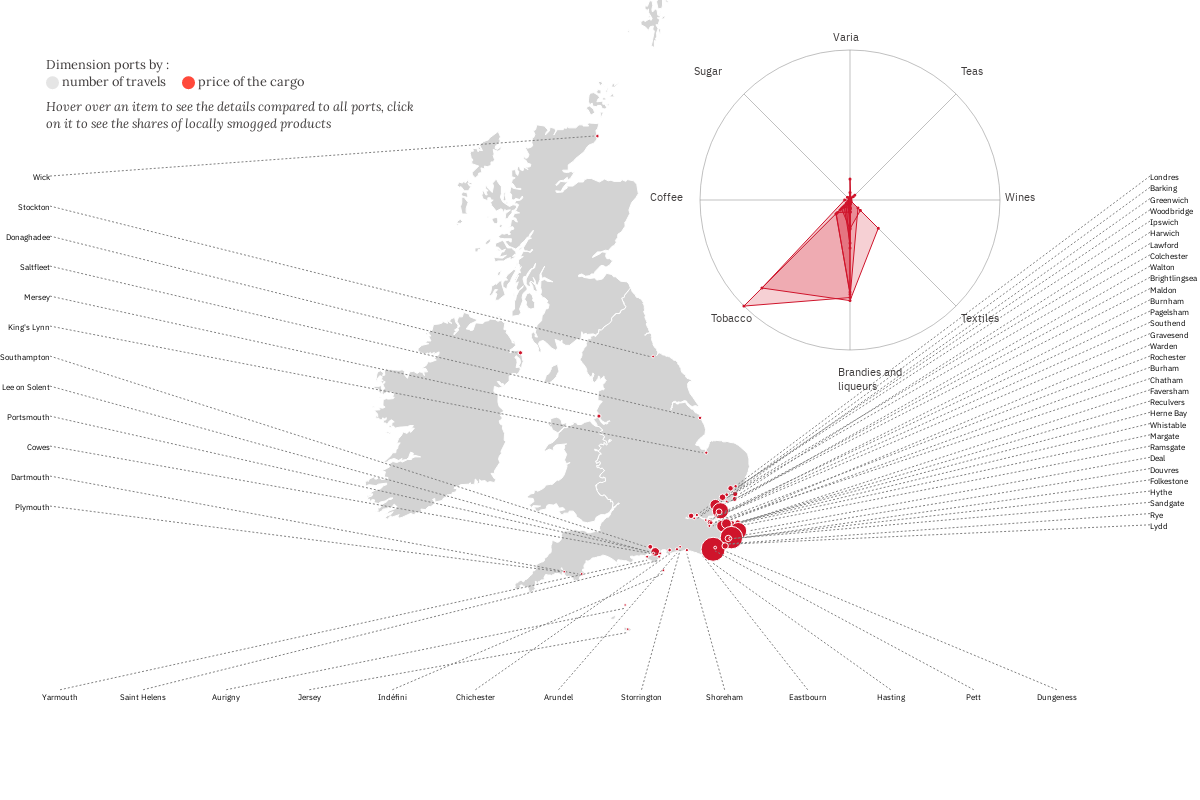 Dimension ports by :
number of travels price of the cargo
Hover over an item to see the details compared to all ports, click
on it to see the shares of locally smogged products
Varia
Sugar
Teas
Coffee
Wines
Tobacco
Textiles
Brandies and
liqueurs
Wick
Stockton
Donaghadee
Saltfleet
Mersey
King's Lynn
Southampton
Lee on Solent
Portsmouth
Cowes
Dartmouth
Plymouth
Londres
Barking
Greenwich
Woodbridge
Ipswich
Harwich
Lawford
Colchester
Walton
Brightlingsea
Maldon
Burnham
Pagelsham
Southend
Gravesend
Warden
Rochester
Burham
Chatham
Faversham
Reculvers
Herne Bay
Whistable
Margate
Ramsgate
Deal
Douvres
Folkestone
Hythe
Sandgate
Rye
Lydd
Yarmouth
Saint Helens
Aurigny
Jersey
Indéfini
Chichester
Arundel
Storrington
Shoreham
Eastbourn
Hasting
Pett
Dungeness